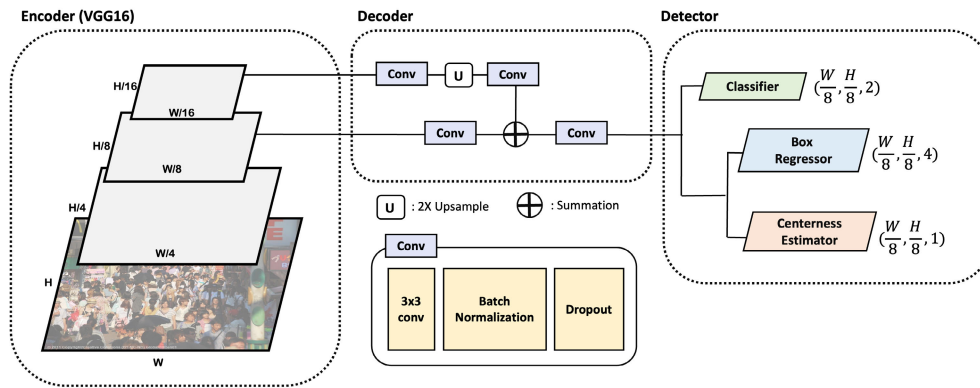 Encoder (VGG16)
Decoder
Detector
H/16
W/16
H/8
W/8
H/4
W/4
H
W
Conv
U
Conv
Conv
Conv
U : 2X Upsample
: Summation
Conv
3x3 conv
Batch Normalization
Dropout
Classifier
(W/8, H/8, 2)
Box
Regressor
(W/8, H/8, 4)
Centerness
Estimator
(W/8, H/8, 1)